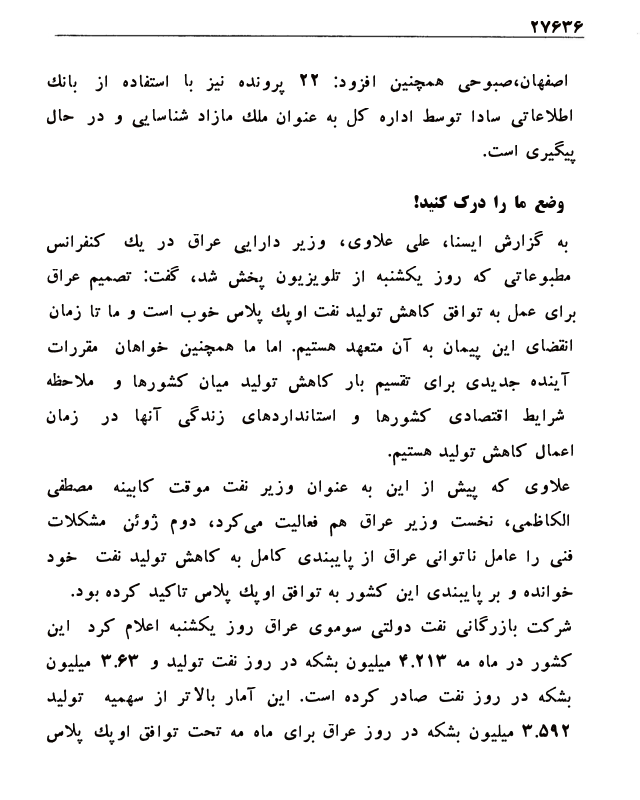 ۲۷۶۳۶
اصفهان،صبوحی همچنین افزود: ۲۲ پرونده نیز با استفاده از بانك
اطلاعاتی سادا توسط اداره کل به عنوان ملك مازاد شناسایی و در حال
پیگیری است.
وضع ما را درک کنید!
به گزارش ایسنا، علی علاوی، وزیر دارایی عراق در یك کنفرانس
مطبوعاتی که روز یکشنبه از تلویزیون پخش شد، گفت: تصمیم عراق
برای عمل به توافق کاهش تولید نفت اوپك پلاس خوب است و ما تا زمان
انقضای این پیمان به آن متعهد هستیم. اما ما همچنین خواهان مقررات
آینده جدیدی برای تقسیم بار کاهش تولید میان کشورها و ملاحظه
شرایط اقتصادی کشورها و استانداردهای زندگی آنها در زمان
اعمال کاهش تولید هستیم.
علاوی که پیش از این به عنوان وزیر نفت موقت کابینه مصطفی
الکاظمی، نخست وزیر عراق هم فعالیت می‌کرد، دوم ژوئن مشکلات
فنی را عامل ناتوانی عراق از پایبندی کامل به کاهش تولید نفت خود
خوانده و بر پایبندی این کشور به توافق اوپك پلاس تاکید کرده بود.
شرکت بازرگانی نفت دولتی سوموی عراق روز یکشنبه اعلام کرد این
کشور در ماه مه ۴.۲۱۳ میلیون بشکه در روز نفت تولید و ۳.۶۳ میلیون
بشکه در روز نفت صادر کرده است. این آمار بالاتر از سهمیه تولید
۳.۵۹۲ میلیون بشکه در روز عراق برای ماه مه تحت توافق اوپك پلاس